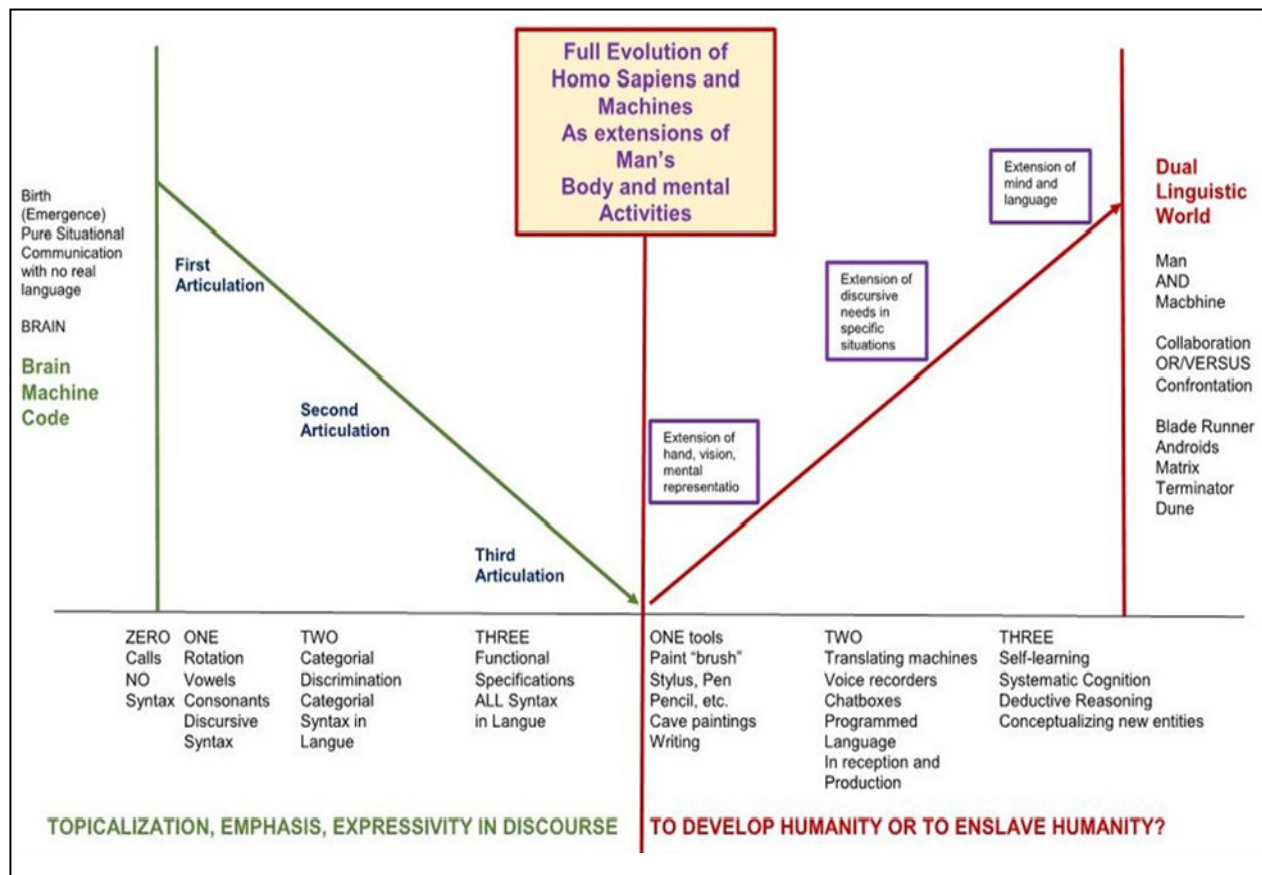 Full Evolution of
Homo Sapiens and
Machines
As extensions of
Man's
Body and mental
Activities
Birth
(Emergence)
Pure Situational
Communication
with no real
language
BRAIN
Brain
Machine
Code
First
Articulation
Second
Articulation
Third
Articulation
Extension of
hand, vision,
mental
representatio
Extension of
discursive
needs in
specific
situations
Extension of
mind and
language
Dual
Linguistic
World
Man
AND
Macbhine
Collaboration
OR/VERSUS
Confrontation
Blade Runner
Androids
Matrix
Terminator
Dune
ZERO
Calls
NO
Syntax
ONE
Rotation
Vowels
Consonants
Discursive
Syntax
TWO
Categorial
Discrimination
Categorial
Syntax in
Langue
THREE
Functional
Specifications
ALL Syntax
in Langue
ONE tools
Paint "brush"
Stylus, Pen
Pencil, etc.
Cave paintings
Writing
TWO
Translating machines
Voice recorders
Chatboxes
Programmed
Language
In reception and
Production
THREE
Self-learning
Systematic Cognition
Deductive Reasoning
Conceptualizing new entities
TOPICALIZATION, EMPHASIS, EXPRESSIVITY IN DISCOURSE
TO DEVELOP HUMANITY OR TO ENSLAVE HUMANITY?